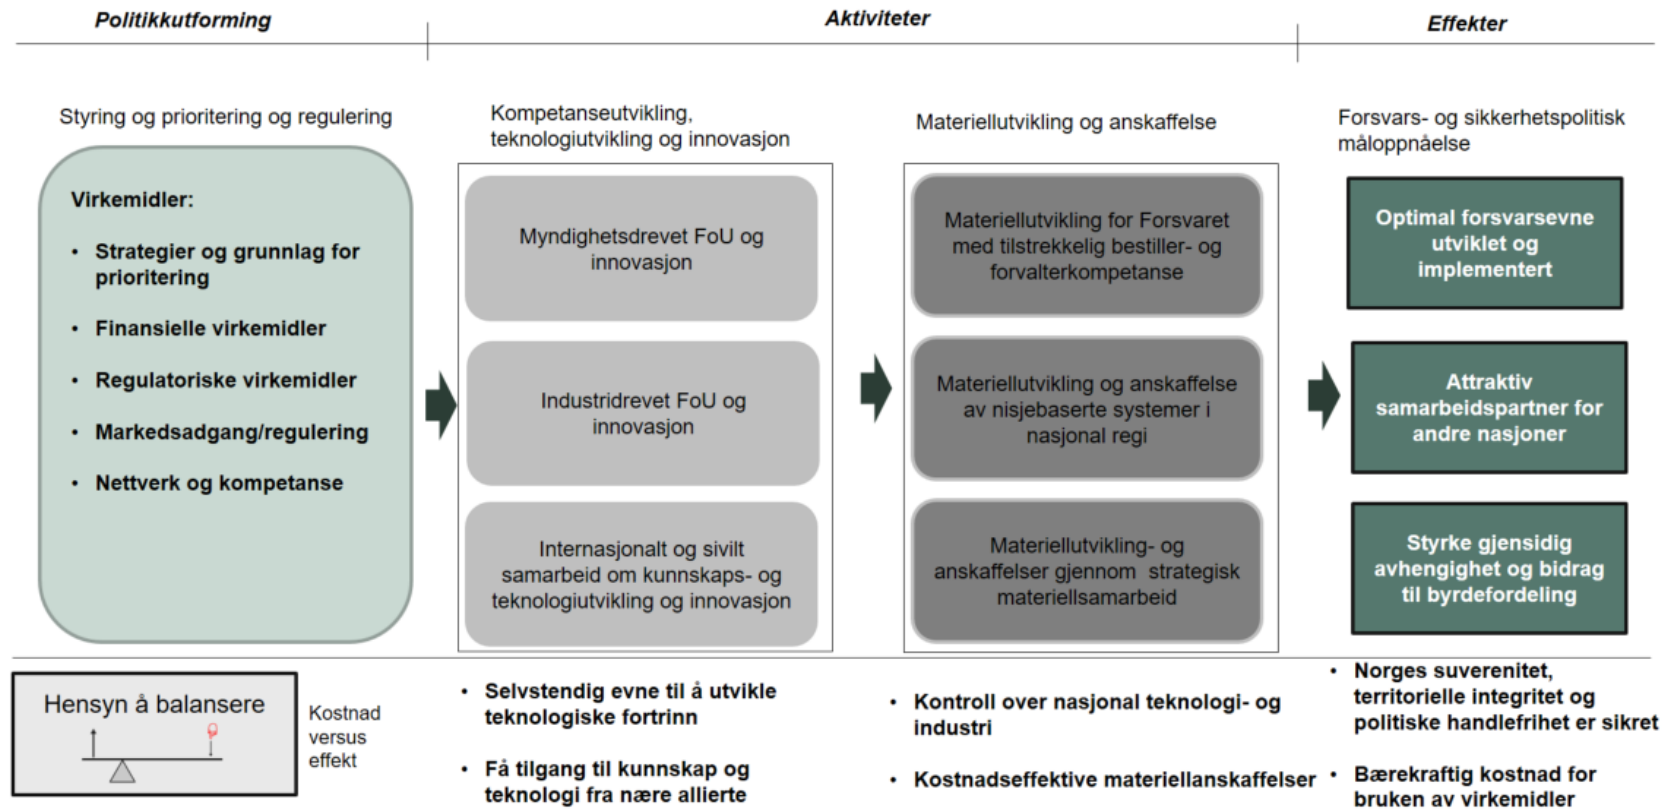 Politikkutforming
Aktiviteter
Effekter
Styring og prioritering og regulering
Virkemidler:
• Strategier og grunnlag for
prioritering
• Finansielle virkemidler
• Regulatoriske virkemidler
• Markedsadgang/regulering
• Nettverk og kompetanse
Kompetanseutvikling,
teknologiutvikling og innovasjon
Myndighetsdrevet FoU og
innovasjon
Industridrevet FoU og
innovasjon
Internasjonalt og sivilt
samarbeid om kunnskaps- og
teknologiutvikling og innovasjon
Materiellutvikling og anskaffelse
Materiellutvikling for Forsvaret
med tilstrekkelig bestiller- og
forvalterkompetanse
Materiellutvikling og anskaffelse
av nisjebaserte systemer i
nasjonal regi
Materiellutvikling- og
anskaffelser gjennom strategisk
materiellsamarbeid
Forsvars- og sikkerhetspolitisk
måloppnåelse
Optimal forsvarsevne
utviklet og
implementert
Attraktiv
samarbeidspartner for
andre nasjoner
Styrke gjensidig
avhengighet og bidrag
til byrdefordeling
Hensyn å balansere
Kostnad
versus
effekt
• Selvstendig evne til å utvikle
teknologiske fortrinn
• Få tilgang til kunnskap og
teknologi fra nære allierte
• Kontroll over nasjonal teknologi- og
industri
• Kostnadseffektive materiellanskaffelser
• Norges suverenitet,
territorielle integritet og
politiske handlefrihet er sikret
• Bærekraftig kostnad for
bruken av virkemidler